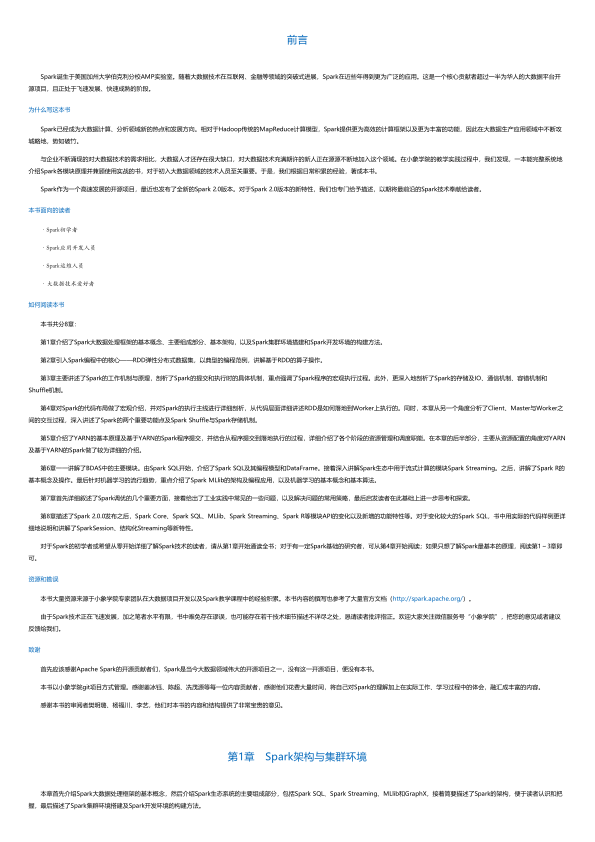 前言
Spark诞生于美国加州大学伯克利分校AMP实验室。随着大数据技术在互联网、金融等领域的突破式进展，Spark在近些年得到更为广泛的应用。这是一个核心贡献者超过一半为华人的大数据平台开
源项目，且正处于飞速发展、快速成熟的阶段。
为什么写这本书
Spark已经成为大数据计算、分析领域新的热点和发展方向。相对于Hadoop传统的MapReduce计算模型，Spark提供更为高效的计算框架以及更为丰富的功能，因此在大数据生产应用领域中不断攻
城略地，势如破竹。
与企业不断涌现的对大数据技术的需求相比，大数据人才还存在很大缺口，对大数据技术充满期许的新人正在源源不断地加入这个领域。在小象学院的教学实践过程中，我们发现，一本能完整系统地
介绍Spark各模块原理并兼顾使用实战的书，对于初入大数据领域的技术人员至关重要。于是，我们根据日常积累的经验，著成本书。
Spark作为一个高速发展的开源项目，最近也发布了全新的Spark 2.0版本。对于Spark 2.0版本的新特性，我们也专门给予描述，以期将最前沿的Spark技术奉献给读者。
本书面向的读者
·Spark初学者
·Spark应用开发人员
·Spark运维人员
·大数据技术爱好者
如何阅读本书
本书共分8章：
第1章介绍了Spark大数据处理框架的基本概念、主要组成部分、基本架构，以及Spark集群环境搭建和Spark开发环境的构建方法。
第2章引入Spark编程中的核心——RDD弹性分布式数据集，以典型的编程范例，讲解基于RDD的算子操作。
第3章主要讲述了Spark的工作机制与原理，剖析了Spark的提交和执行时的具体机制，重点强调了Spark程序的宏观执行过程。此外，更深入地剖析了Spark的存储及IO、通信机制、容错机制和
Shuffle机制。
第4章对Spark的代码布局做了宏观介绍，并对Spark的执行主线进行详细剖析，从代码层面详细讲述RDD是如何落地到Worker上执行的。同时，本章从另一个角度分析了Client、Master与Worker之
间的交互过程，深入讲述了Spark的两个重要功能点及Spark Shuffle与Spark存储机制。
第5章介绍了YARN的基本原理及基于YARN的Spark程序提交，并结合从程序提交到落地执行的过程，详细介绍了各个阶段的资源管理和调度职能。在本章的后半部分，主要从资源配置的角度对YARN
及基于YARN的Spark做了较为详细的介绍。
第6章一一讲解了BDAS中的主要模块。由Spark SQL开始，介绍了Spark SQL及其编程模型和DataFrame。接着深入讲解Spark生态中用于流式计算的模块Spark Streaming。之后，讲解了Spark R的
基本概念及操作。最后针对机器学习的流行趋势，重点介绍了Spark MLlib的架构及编程应用，以及机器学习的基本概念和基本算法。
第7章首先详细叙述了Spark调优的几个重要方面，接着给出了工业实践中常见的一些问题，以及解决问题的常用策略，最后启发读者在此基础上进一步思考和探索。
第8章描述了Spark 2.0.0发布之后，Spark Core、Spark SQL、MLlib、Spark Streaming、Spark R等模块API的变化以及新增的功能特性等。对于变化较大的Spark SQL、书中用实际的代码样例更详
细地说明和讲解了SparkSession、结构化Streaming等新特性。
对于Spark的初学者或希望从零开始详细了解Spark技术的读者，请从第1章开始通读全书；对于有一定Spark基础的研究者，可从第4章开始阅读；如果只想了解Spark最基本的原理，阅读第1～3章即
可。
资源和勘误
本书大量资源来源于小象学院专家团队在大数据项目开发以及Spark教学课程中的经验积累。本书内容的撰写也参考了大量官方文档（http://spark.apache.org/）。
由于Spark技术正在飞速发展，加之笔者水平有限，书中难免存在谬误，也可能存在若干技术细节描述不详尽之处，恳请读者批评指正。欢迎大家关注微信服务号“小象学院”，把您的意见或者建议
反馈给我们。
致谢
首先应该感谢Apache Spark的开源贡献者们，Spark是当今大数据领域伟大的开源项目之一，没有这一开源项目，便没有本书。
本书以小象学院git项目方式管理。感谢姜冰钰、陈超、冼茂源等每一位内容贡献者，感谢他们花费大量时间，将自己对Spark的理解加上在实际工作、学习过程中的体会，融汇成丰富的内容。
感谢本书的审阅者樊明璐、杨福川、李艺，他们对本书的内容和结构提供了非常宝贵的意见。
第1章 Spark架构与集群环境
本章首先介绍Spark大数据处理框架的基本概念，然后介绍Spark生态系统的主要组成部分，包括Spark SQL、Spark Streaming、MLlib和GraphX，接着简要描述了Spark的架构，便于读者认识和把
握，最后描述了Spark集群环境搭建及Spark开发环境的构建方法。